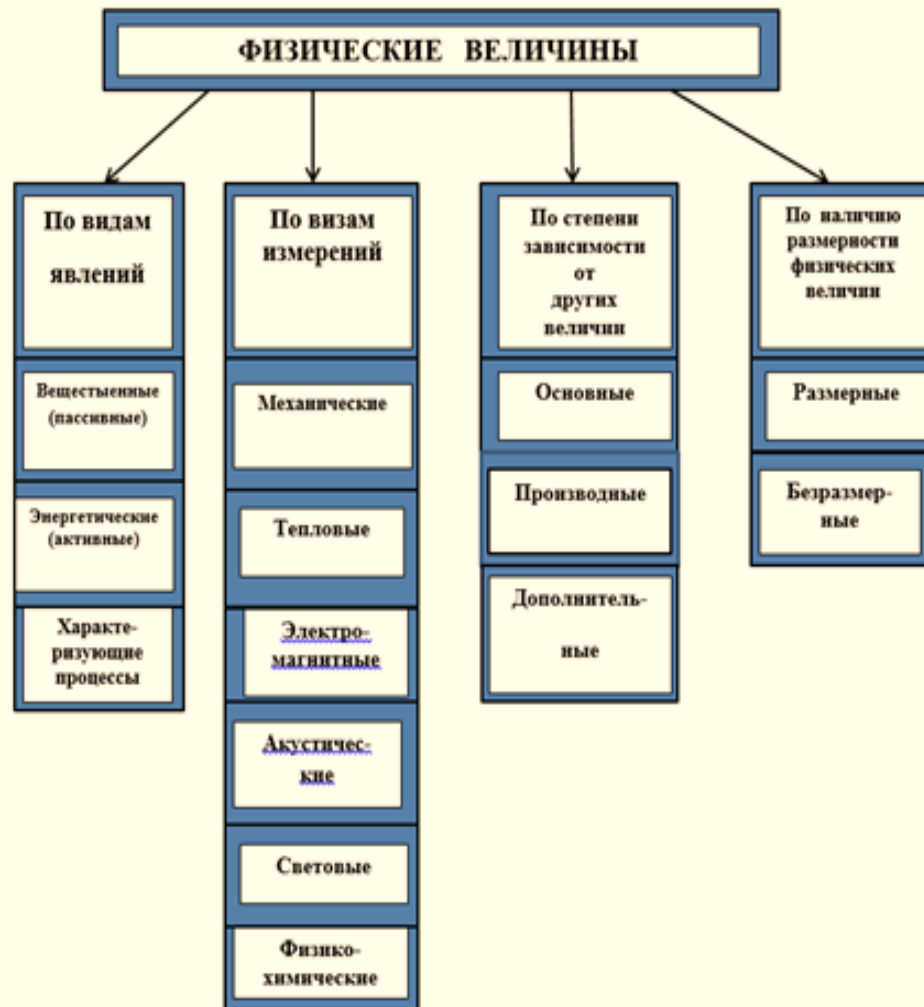 ФИЗИЧЕСКИЕ ВЕЛИЧИНЫ
По видам
явлений
Вещестыенные
(пассивные)
Энергетические
(активные)
Характе-
ризующие
процессы
По визам
измерений
Механические
Тепловые
Электро-
магнитные
Акустичес-
кие
Световые
Физико-
химические
По степени
зависимости
от
других
величин
Основные
Производные
Дополнитель-
ные
По наличию
размерности
физических
величин
Размерные
Безразмер-
ные